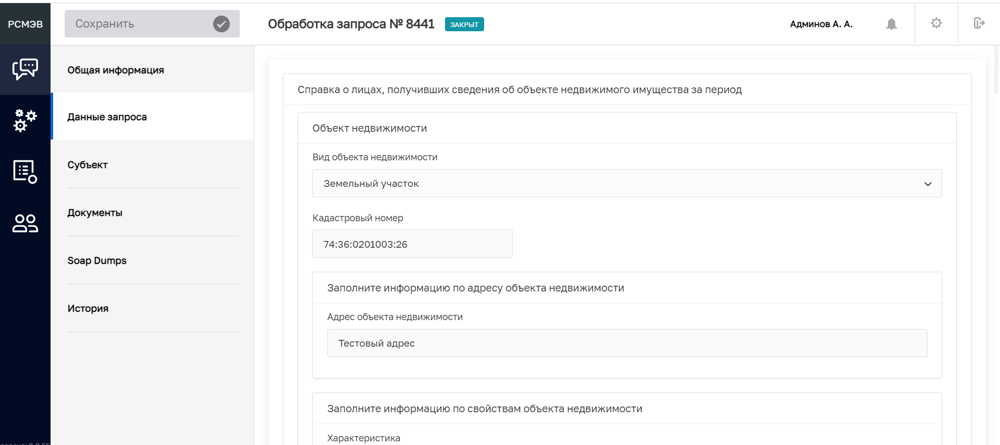 РСМЭВ
Сохранить
Обработка запроса № 8441
ЗАКРЫТ
Админов А. А.
Общая информация
Данные запроса
Субъект
Документы
Soap Dumps
История
Справка о лицах, получивших сведения об объекте недвижимого имущества за период
Объект недвижимости
Вид объекта недвижимости
Земельный участок
Кадастровый номер
74:36:0201003:26
Заполните информацию по адресу объекта недвижимости
Адрес объекта недвижимости
Тестовый адрес
Заполните информацию по свойствам объекта недвижимости
Характеристика